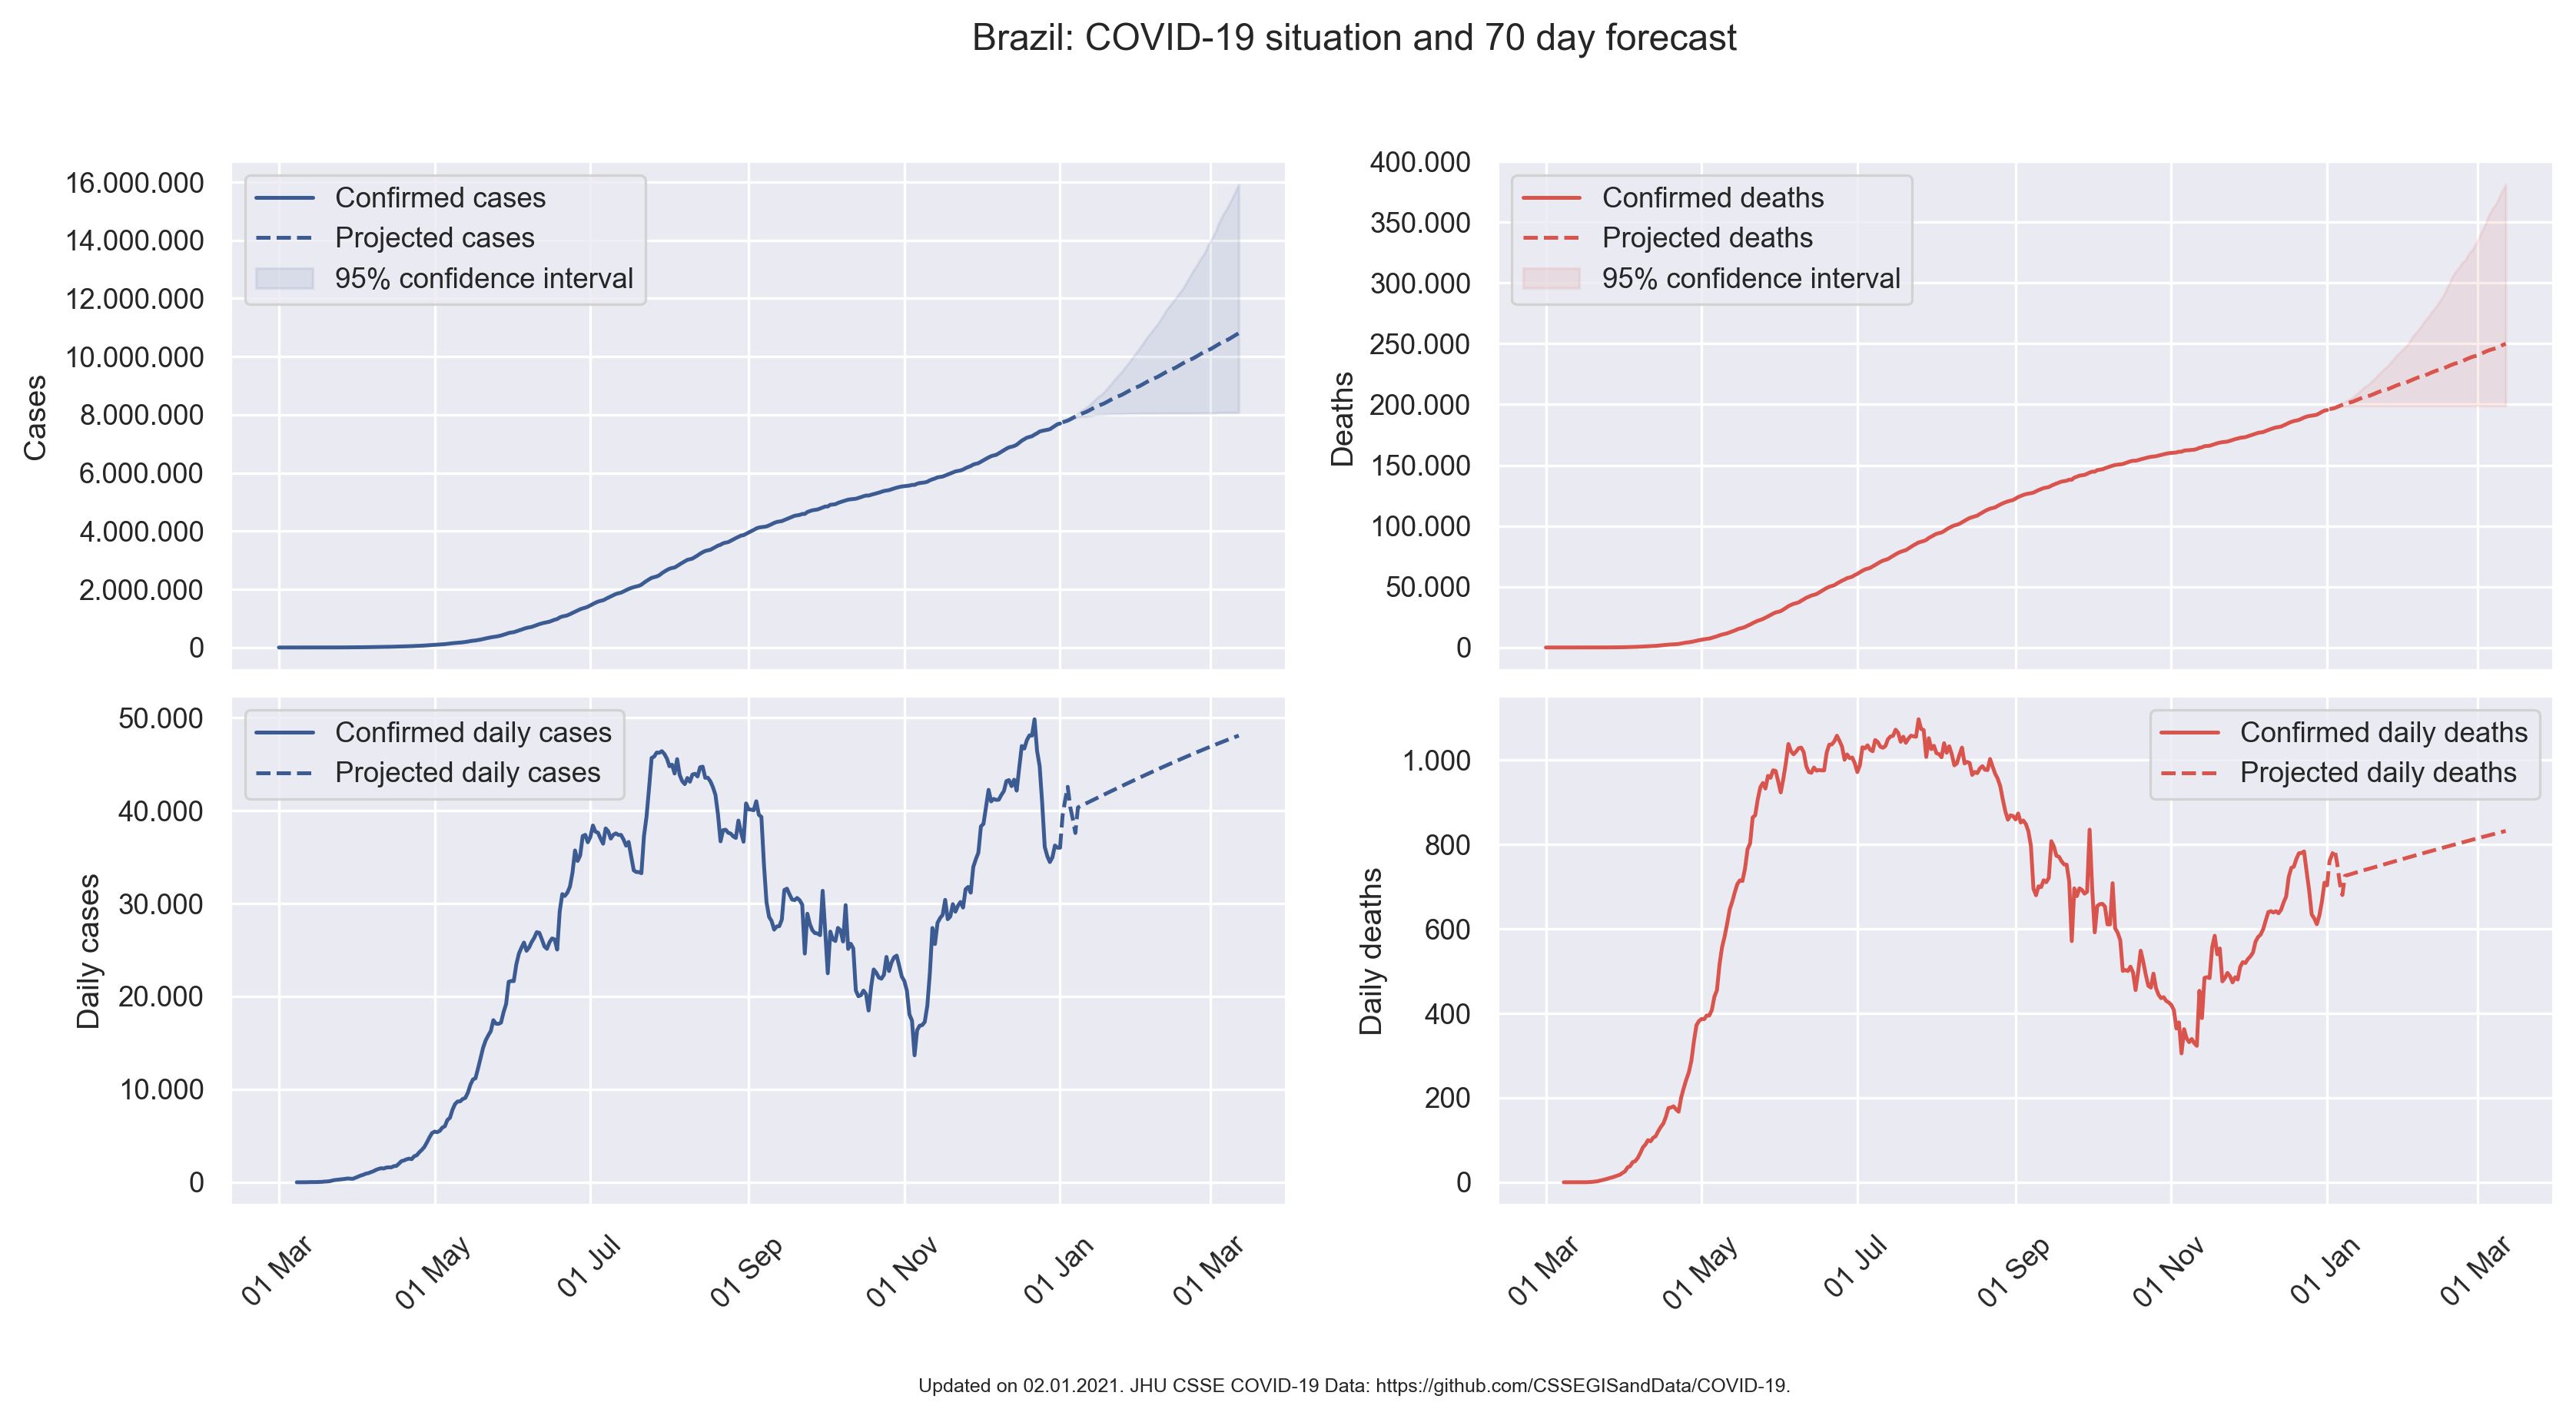 Brazil: COVID-19 situation and 70 day forecast
16.000.000
14.000.000
12.000.000
10.000.000
8.000.000
6.000.000
4.000.000
2.000.000
0
Cases
Confirmed cases
Projected cases
95% confidence interval
400.000
350.000
300.000
250.000
200.000
150.000
100.000
50.000
0
Deaths
Confirmed deaths
Projected deaths
95% confidence interval
50.000
40.000
30.000
20.000
10.000
0
Daily cases
Confirmed daily cases
Projected daily cases
01 Mar
01 May
01 Jul
01 Sep
01 Nov
01 Jan
01 Mar
1.000
800
600
400
200
0
Daily deaths
Confirmed daily deaths
Projected daily deaths
01 Mar
01 May
01 Jul
01 Sep
01 Nov
01 Jan
01 Mar
Updated on 02.01.2021. JHU CSSE COVID-19 Data: https://github.com/CSSEGISandData/COVID-19.